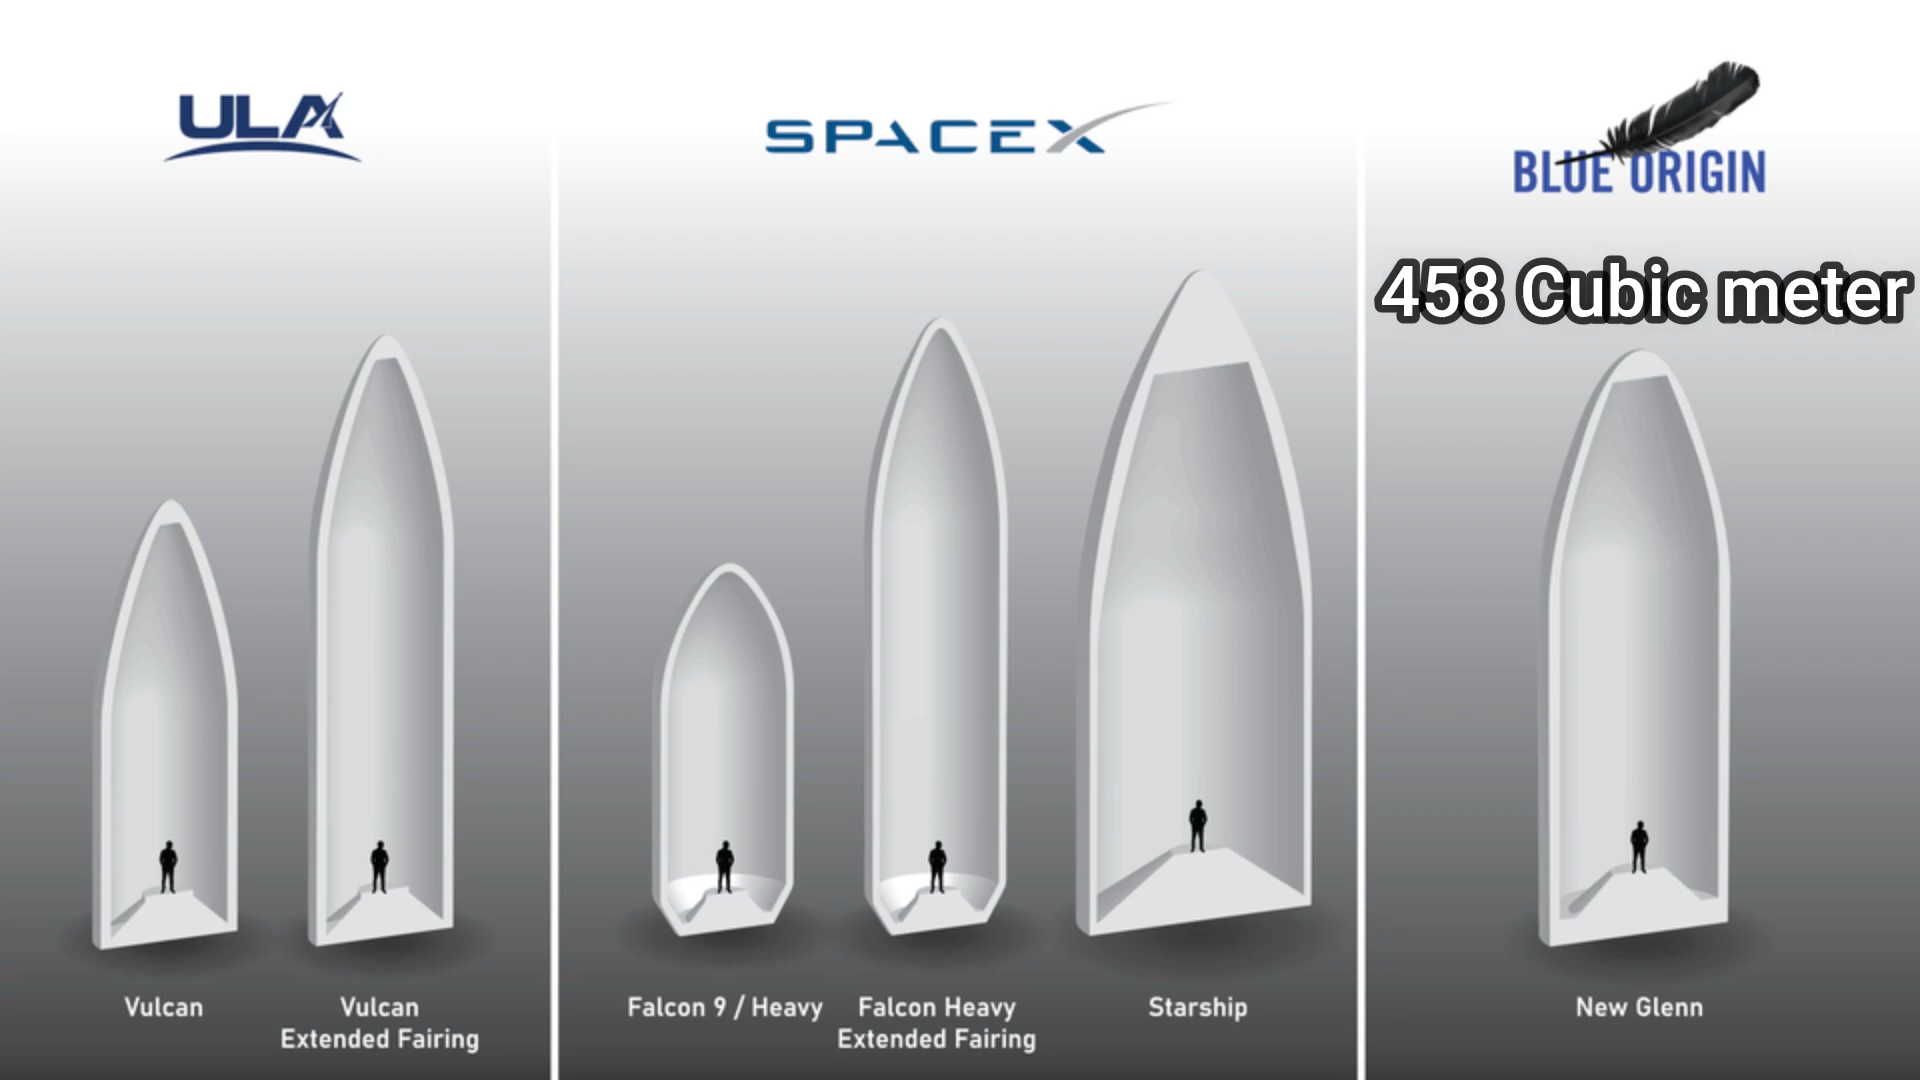 ULA
SPACEX
BLUE ORIGIN
458 Cubic meter
Vulcan
Vulcan
Extended Fairing
Falcon 9 / Heavy
Falcon Heavy
Extended Fairing
Starship
New Glenn